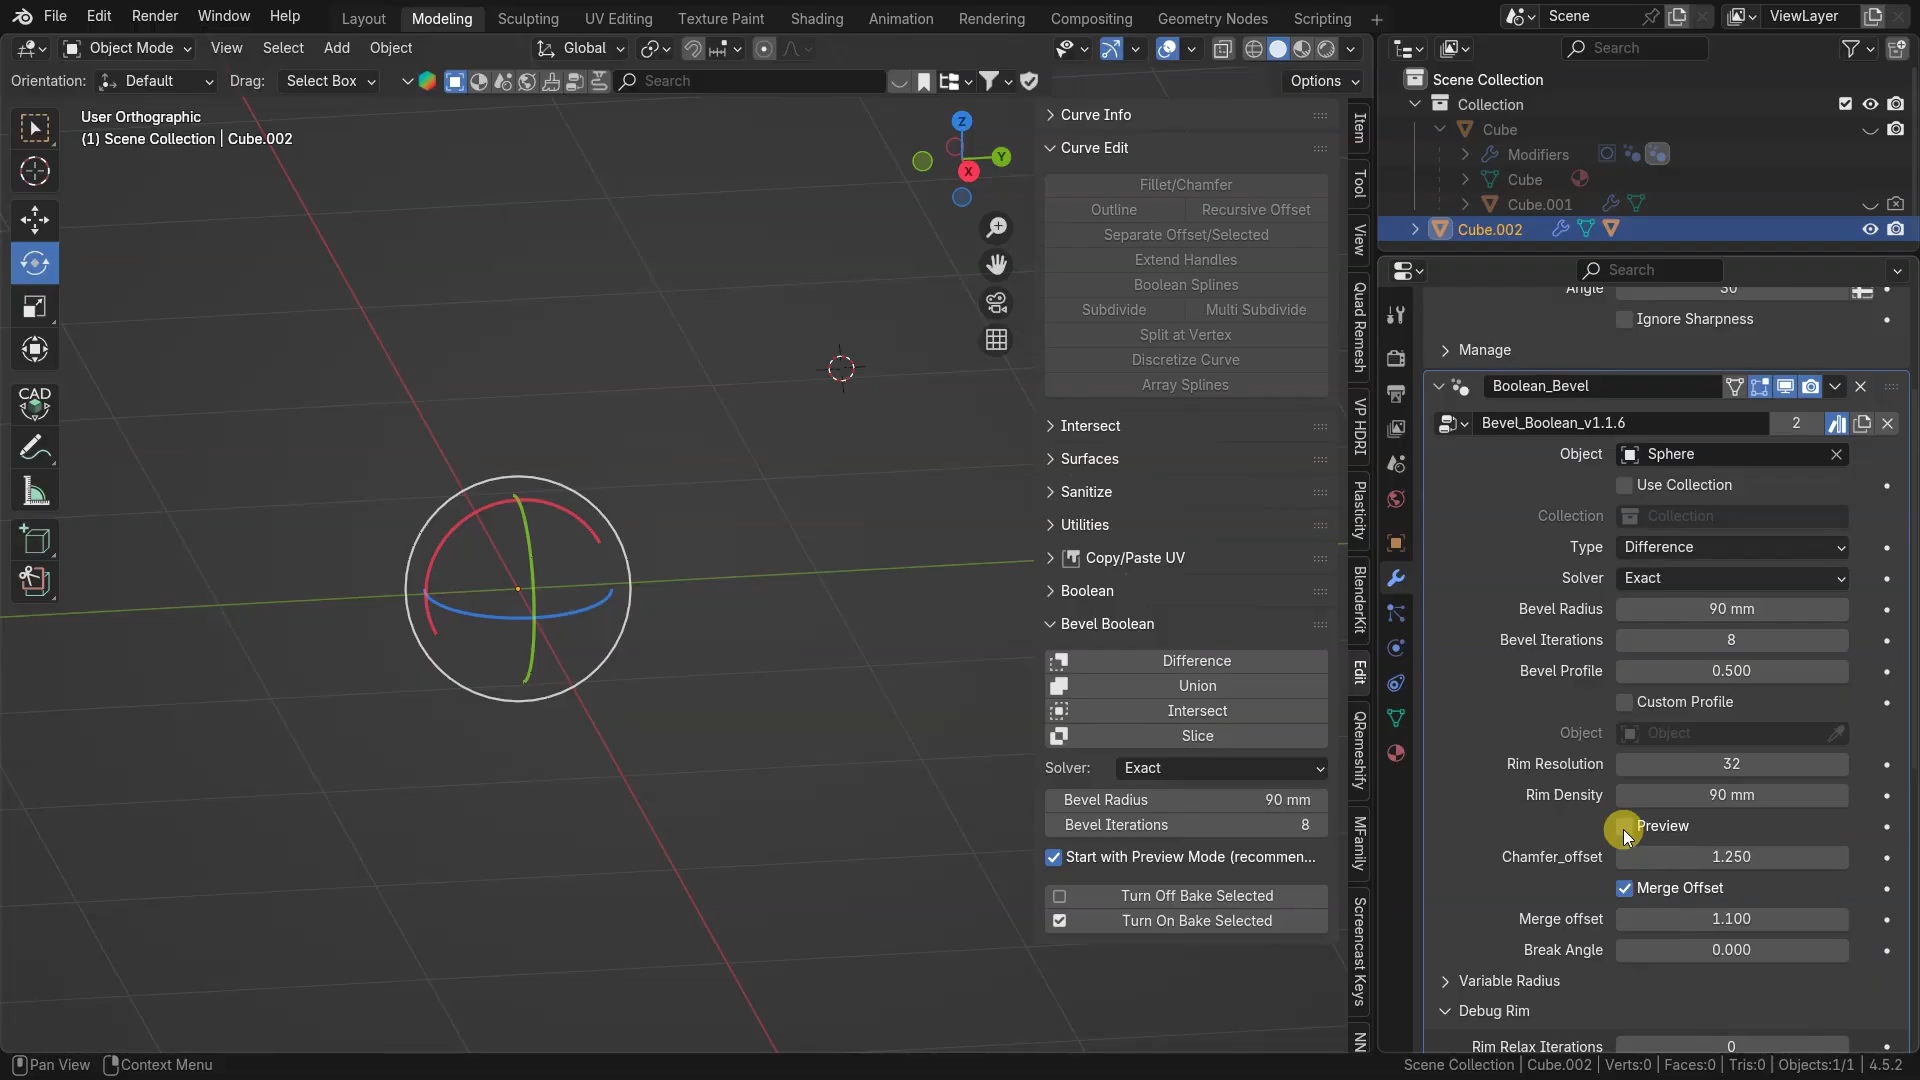 File Edit Render Window Help Layout Modeling Sculpting UV Editing Texture Paint Shading Animation Rendering Compositing Geometry Nodes Scripting + Scene ViewLayer
Object Mode View Select Add Object Global Search
Orientation: Default Drag: Select Box Search Options
User Orthographic
(1) Scene Collection | Cube.002
Z
Y
X
CAD
Curve Info
Curve Edit
Fillet/Chamfer
Outline Recursive Offset
Separate Offset/Selected
Extend Handles
Boolean Splines
Subdivide Multi Subdivide
Split at Vertex
Discretize Curve
Array Splines
Intersect
Surfaces
Sanitize
Utilities
Copy/Paste UV
Boolean
Bevel Boolean
Difference
Union
Intersect
Slice
Solver: Exact
Bevel Radius 90 mm
Bevel Iterations 8
Start with Preview Mode (recommen...
Turn Off Bake Selected
Turn On Bake Selected
Item
Tool
View
Quad Remesh
VP HDRI
Plasticity
BlenderKit
Edit
QRemeshify
MFamily
Screencast Keys
NN
Scene Collection
Collection
Cube
Modifiers
Cube
Cube.001
Cube.002
Search
Angle 30
Ignore Sharpness
Manage
Boolean_Bevel
Bevel_Boolean_v1.1.6 2
Object Sphere
Use Collection
Collection Collection
Type Difference
Solver Exact
Bevel Radius 90 mm
Bevel Iterations 8
Bevel Profile 0.500
Custom Profile
Object Object
Rim Resolution 32
Rim Density 90 mm
Preview
Chamfer_offset 1.250
Merge Offset
Merge offset 1.100
Break Angle 0.000
Variable Radius
Debug Rim
Rim Relax Iterations 0
Pan View Context Menu
Scene Collection | Cube.002 | Verts:0 | Faces:0 | Tris:0 | Objects:1/1 | 4.5.2